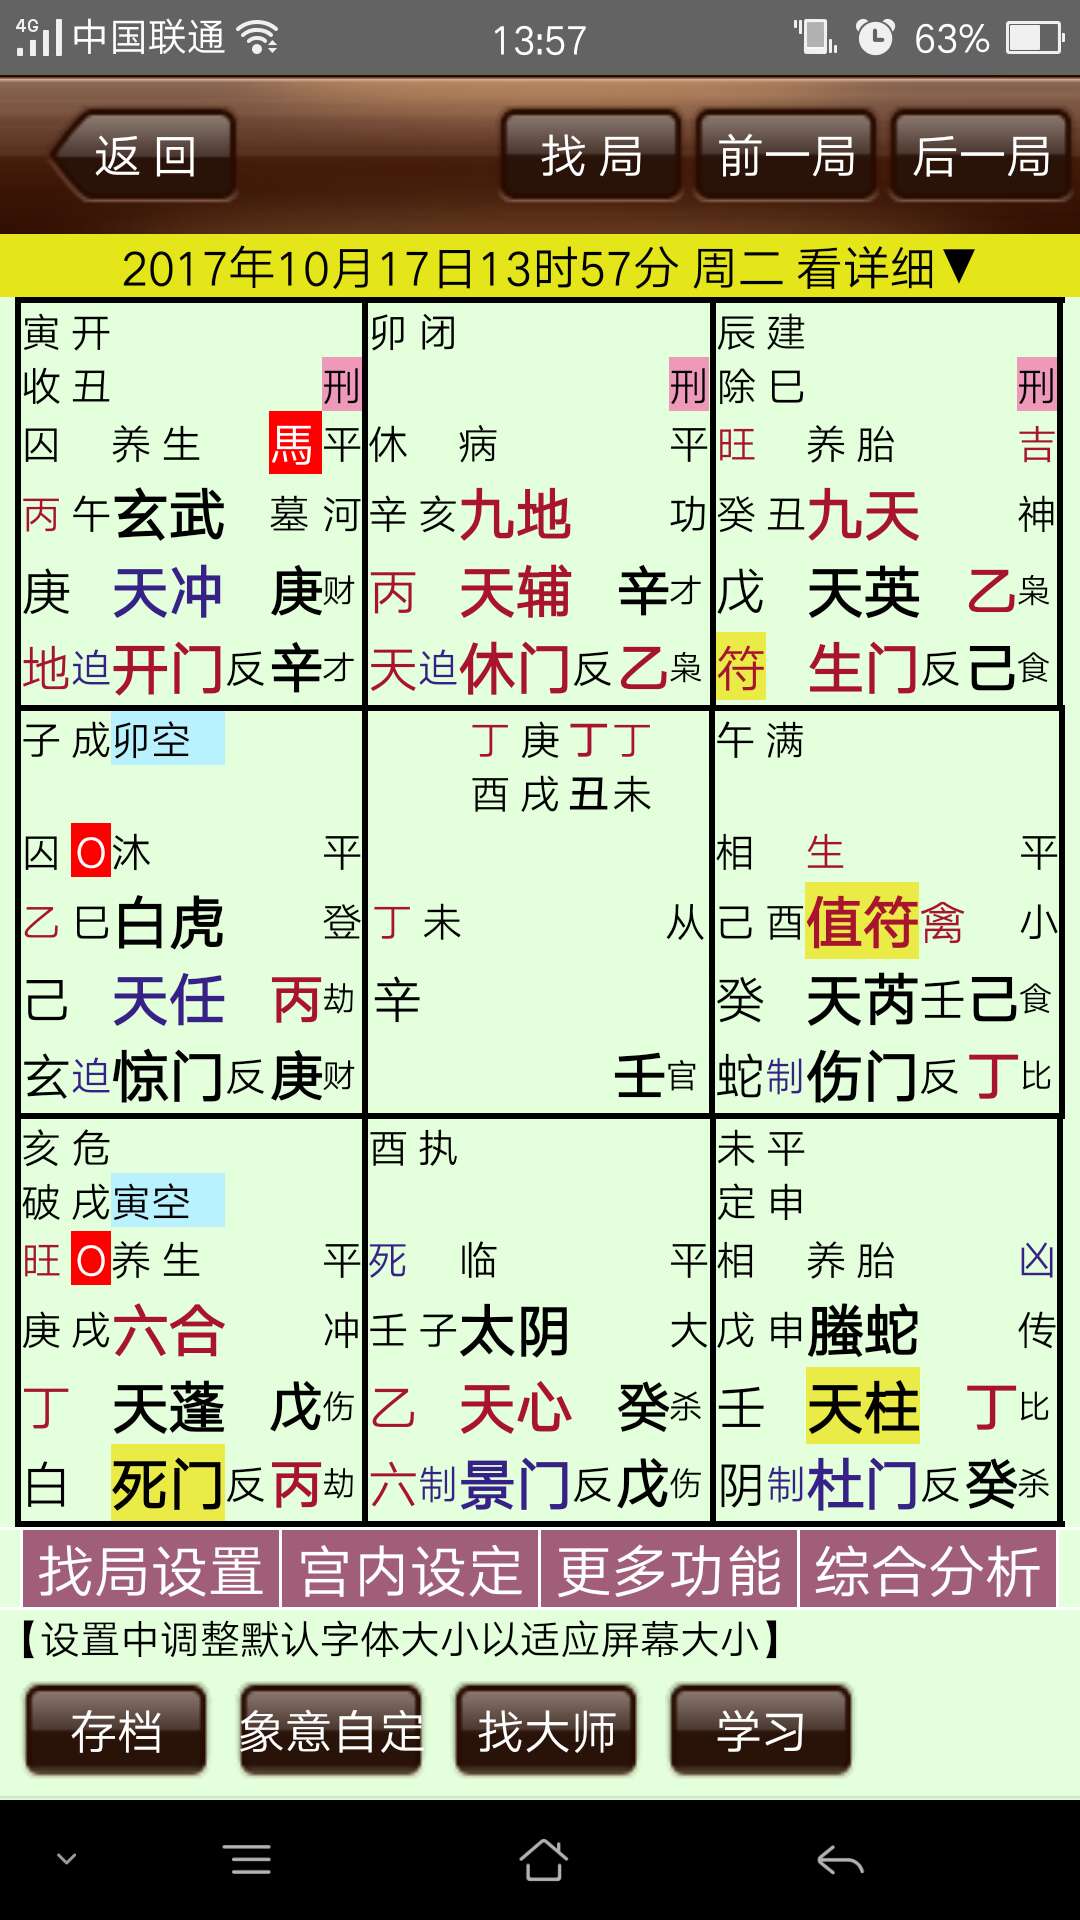 4G 中国联通 13:57 63%
返 回 找 局 前一局 后一局
2017年10月17日13时57分 周二 看详细▼
寅 开
收 丑 刑
囚 养 生 馬 平
丙 午 玄武 墓 河
庚 天冲 庚 财
地 迫 开门 反 辛 才
卯 闭
刑
休 病 平
辛 亥 九地 功
丙 天辅 辛 才
天 迫 休门 反 乙 枭
辰 建
除 巳 刑
旺 养 胎 吉
癸 丑 九天 神
戊 天英 乙 枭
符 生门 反 己 食
子 成 卯空
囚 O 沐 平
乙 巳 白虎 登
己 天任 丙 劫
玄 迫 惊门 反 庚 财
丁 庚 丁 丁
酉 戌 丑 未
丁 未 从
辛
壬 官
午 满
相 生 平
己 酉 值符 禽 小
癸 天芮 壬 己 食
蛇 制 伤门 反 丁 比
亥 危
破 戌 寅空
旺 O 养 生 平
庚 戌 六合 冲
丁 天蓬 戊 伤
白 死门 反 丙 劫
酉 执
死 临 平
壬 子 太阴 大
乙 天心 癸 杀
六 制 景门 反 戊 伤
未 平
定 申
相 养 胎 凶
戊 申 螣蛇 传
壬 天柱 丁 比
阴 制 杜门 反 癸 杀
找局设置 宫内设定 更多功能 综合分析
【设置中调整默认字体大小以适应屏幕大小】
存档 象意自定 找大师 学习